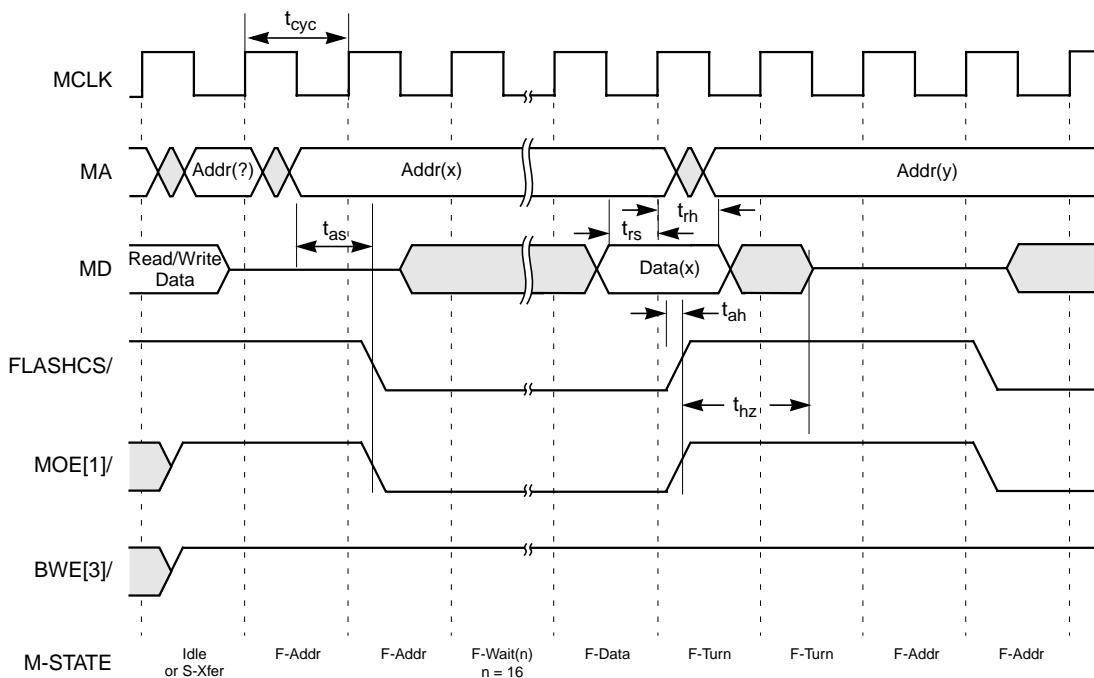 tcyc
MCLK
MA
Addr(?)
Addr(x)
Addr(y)
tas
trs
trh
MD
Read/Write
Data
Data(x)
tah
FLASHCS/
thz
MOE[1]/
BWE[3]/
M-STATE
Idle
or S-Xfer
F-Addr
F-Addr
F-Wait(n)
n = 16
F-Data
F-Turn
F-Turn
F-Addr
F-Addr